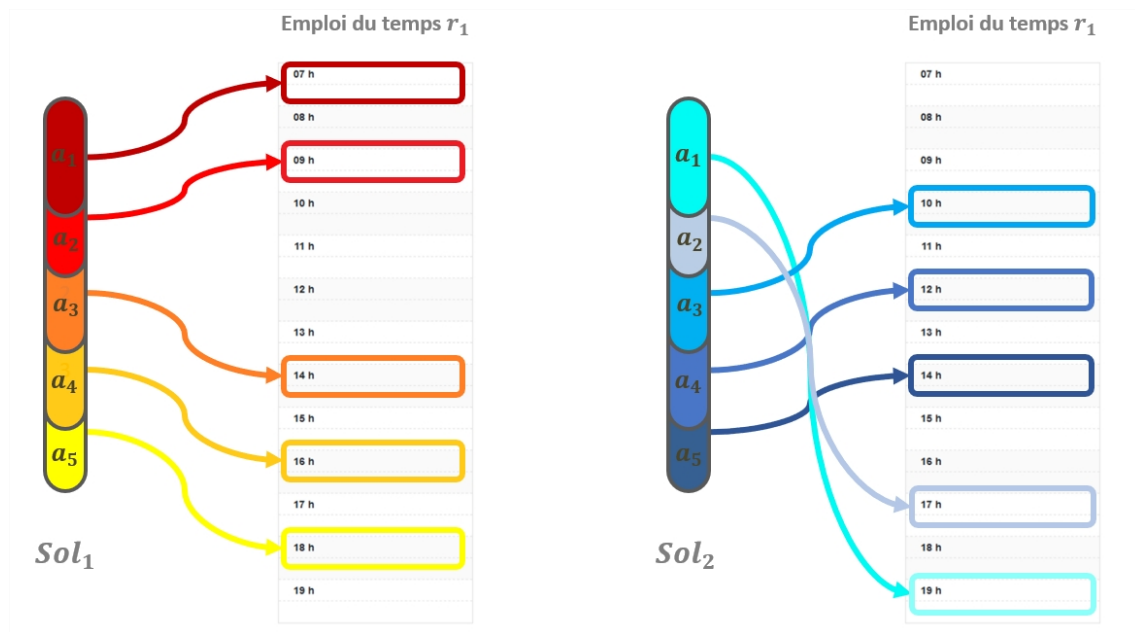 Emploi du temps r₁
07 h
08 h
09 h
10 h
11 h
12 h
13 h
14 h
15 h
16 h
17 h
18 h
19 h
a₁
a₂
a₃
a₄
a₅
Sol₁
Emploi du temps r₁
07 h
08 h
09 h
10 h
11 h
12 h
13 h
14 h
15 h
16 h
17 h
18 h
19 h
a₁
a₂
a₃
a₄
a₅
Sol₂